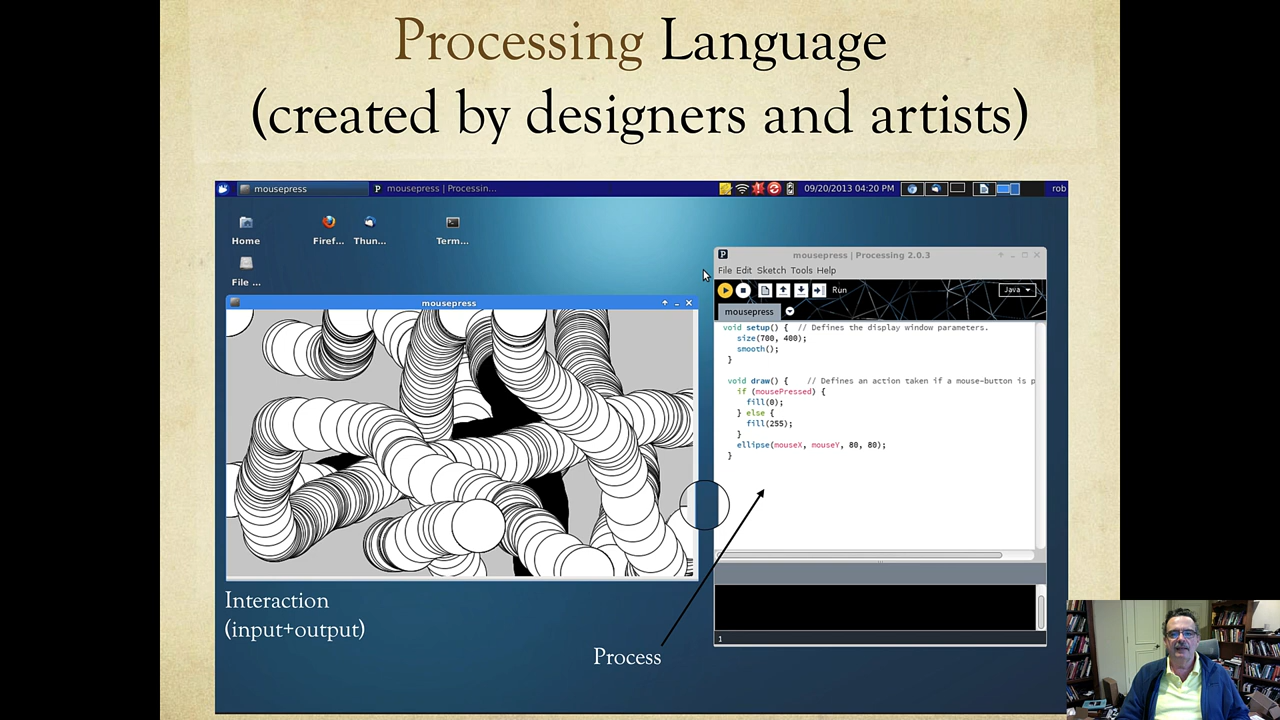 Processing Language
(created by designers and artists)
mousepress
P mousepress | Processin...
09/20/2013 04:20 PM
rob
Home
Firef...
Thun...
Term...
File ...
mousepress
Interaction
(input+output)
Process
P mousepress | Processing 2.0.3
File Edit Sketch Tools Help
Run
Java
mousepress
void setup() { // Defines the display window parameters.
size(700, 400);
smooth();
}
void draw() { // Defines an action taken if a mouse-button is p
if (mousePressed) {
fill(0);
} else {
fill(255);
}
ellipse(mouseX, mouseY, 80, 80);
}
1